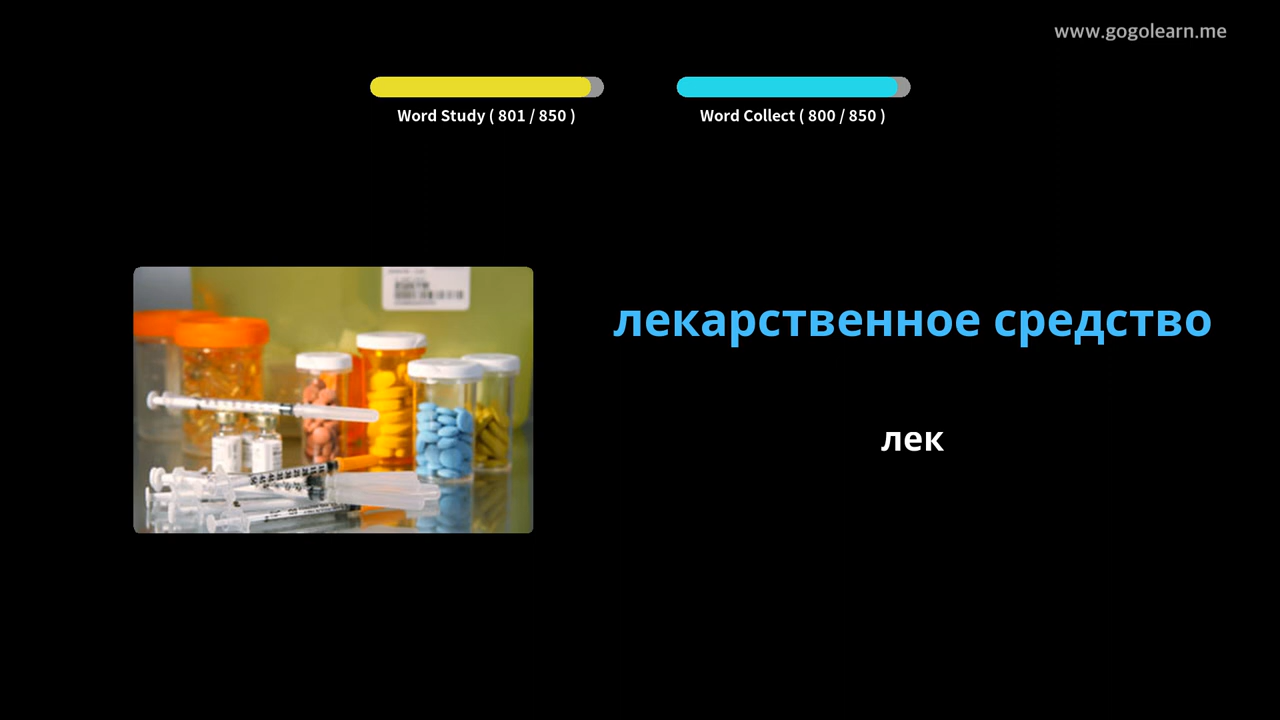 www.gogolearn.me
Word Study ( 801 / 850 )
Word Collect ( 800 / 850 )
лекарственное средство
лек